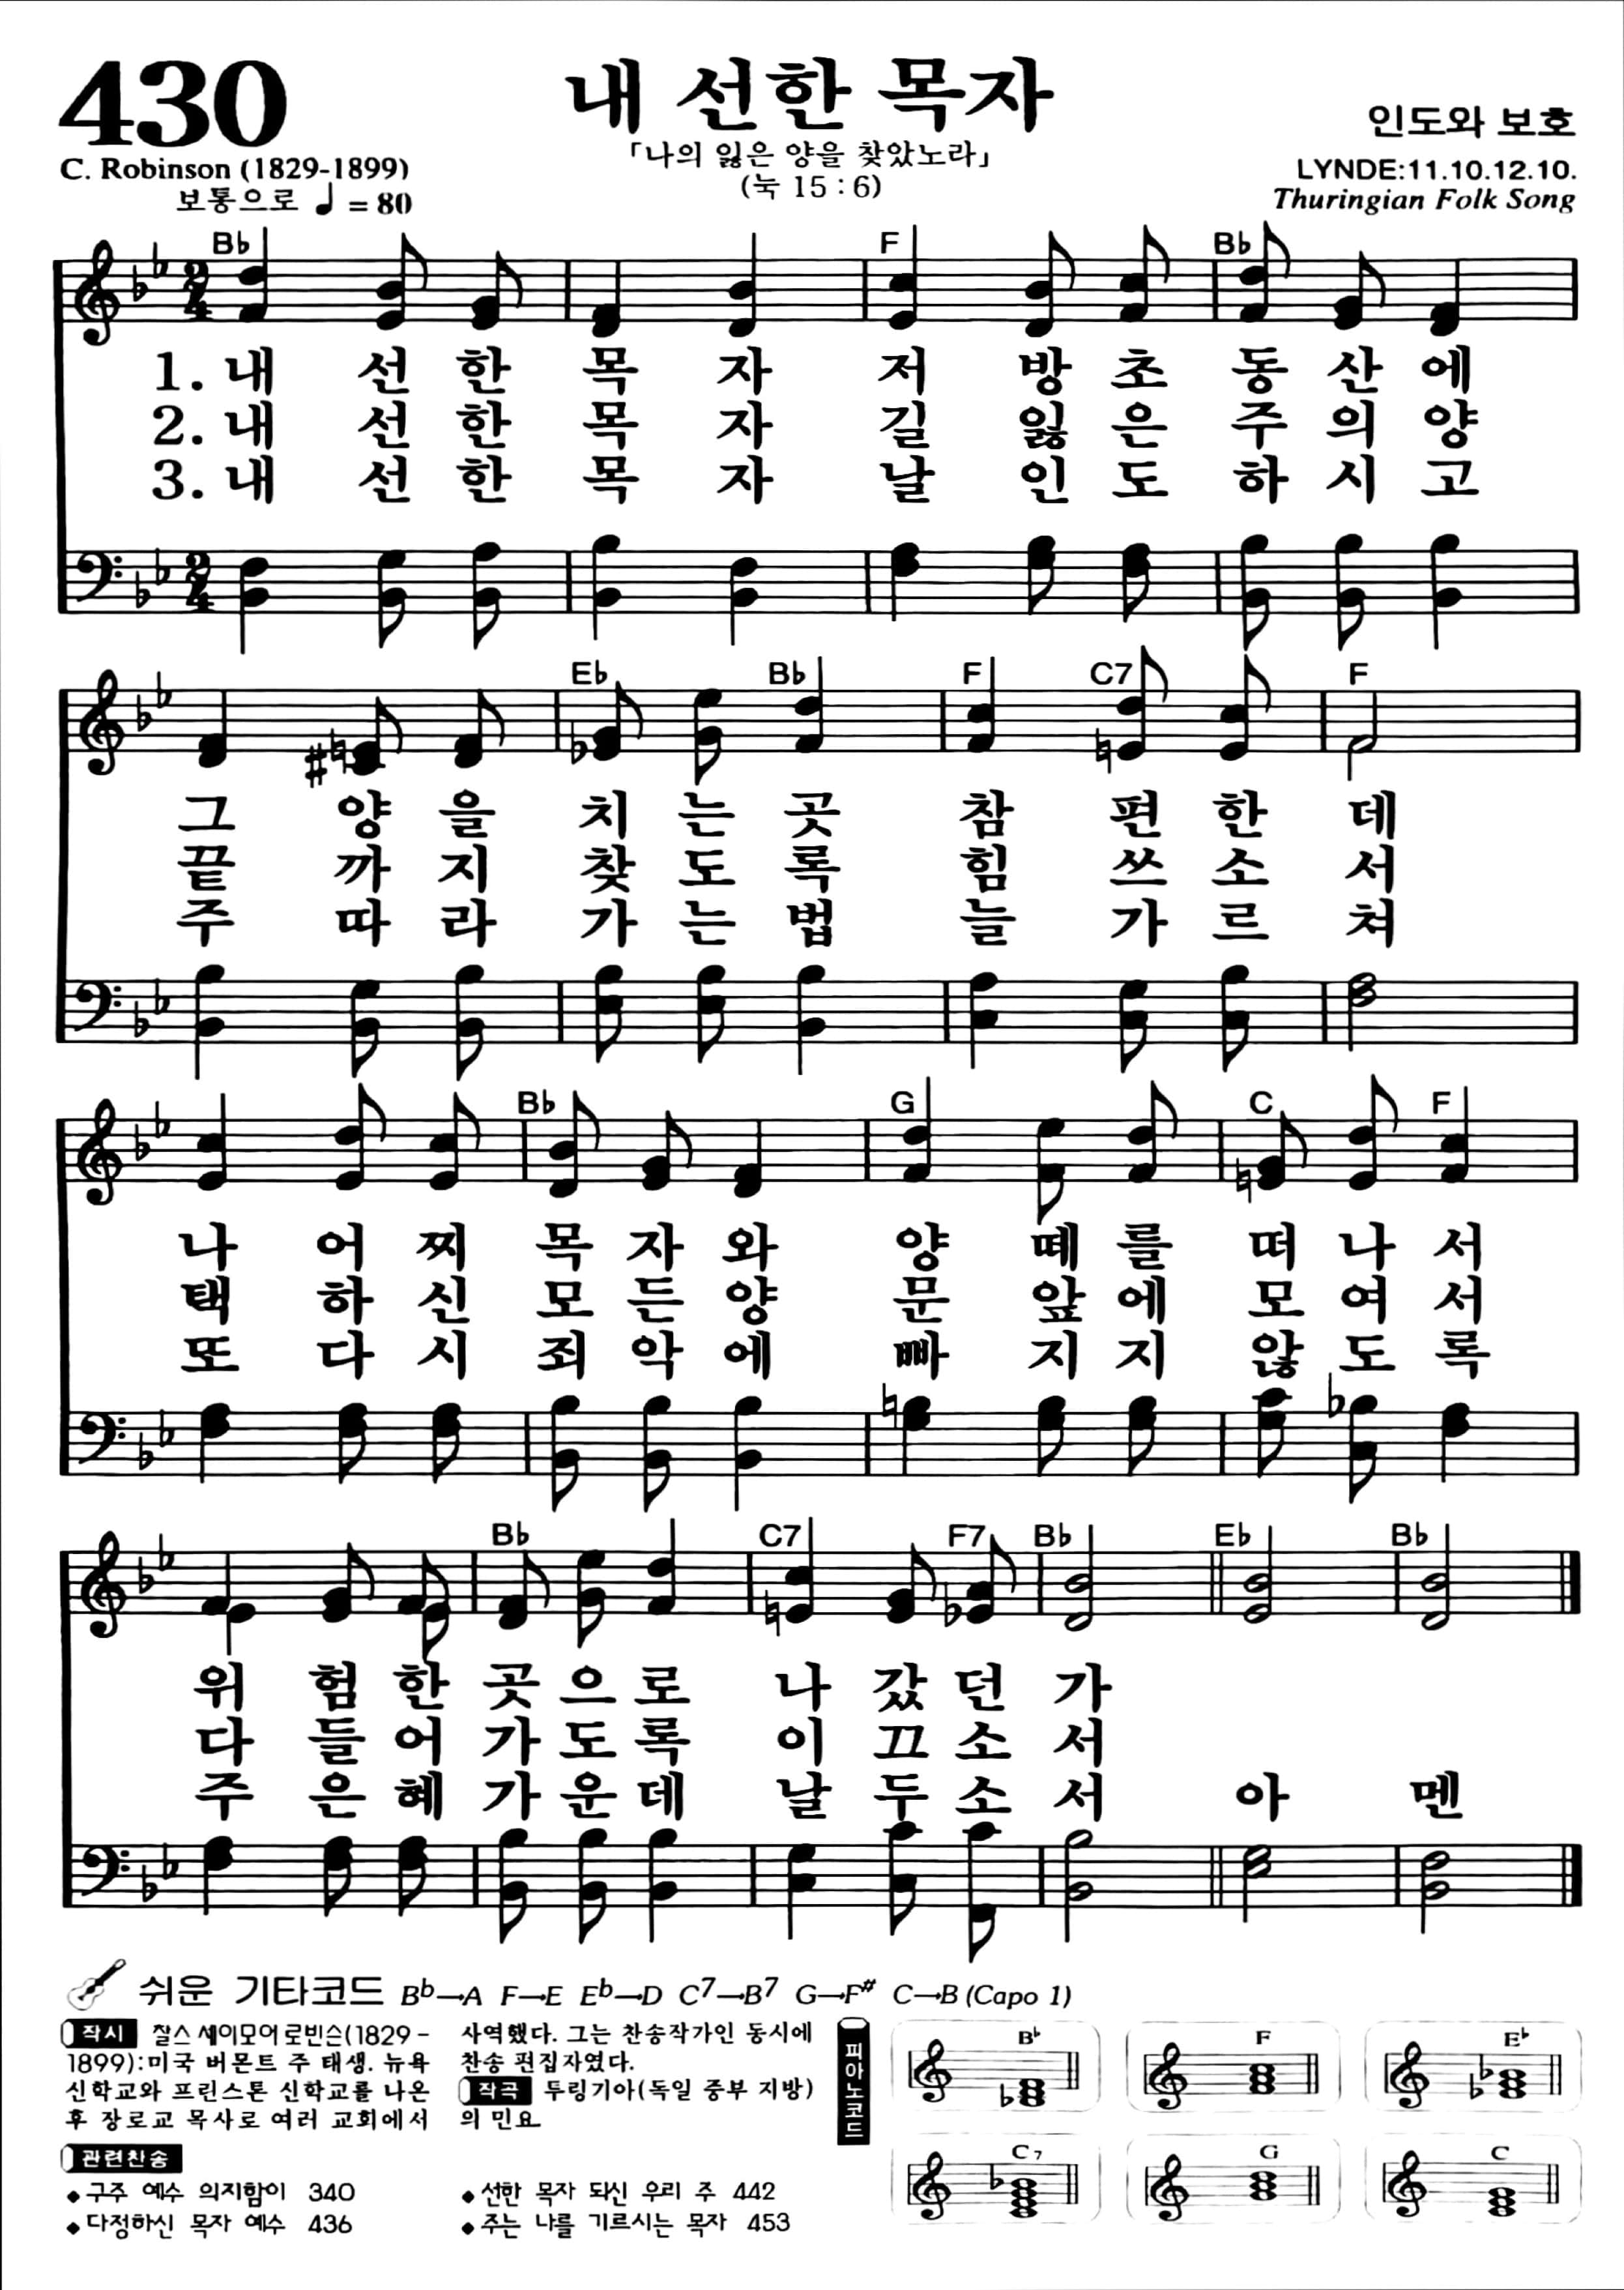 430
내 선한 목자
인도와 보호
C. Robinson (1829-1899)
「나의 잃은 양을 찾았노라」
LYNDE:11.10.12.10.
보통으로 ♩ = 80
(눅 15 : 6)
Thuringian Folk Song
B♭ F B♭
2/4
1. 내 선 한 목 자 저 방 초 동 산 에
2. 내 선 한 목 자 길 잃 은 주 의 양
3. 내 선 한 목 자 날 인 도 하 시 고
2/4
E♭ B♭ F C7 F
그 양 을 치 는 곳 참 편 한 데
끝 까 지 찾 도 록 힘 쓰 소 서
주 따 라 가 는 법 늘 가 르 쳐
B♭ G C F
나 어 찌 목 자 와 양 떼 를 떠 나 서
택 하 신 모 든 양 문 앞 에 모 여 서
또 다 시 죄 악 에 빠 지 지 않 도 록
B♭ C7 F7 B♭ E♭ B♭
위 험 한 곳 으 로 나 갔 던 가
다 들 어 가 도 록 이 끄 소 서
주 은 혜 가 운 데 날 두 소 서 아 멘
쉬운 기타코드 B♭→A F→E E♭→D C7→B7 G→F# C→B (Capo 1)
작시 찰스 세이모어 로빈슨(1829-
1899):미국 버몬트 주 태생. 뉴욕
신학교와 프린스톤 신학교를 나온
후 장로교 목사로 여러 교회에서
사역했다. 그는 찬송작가인 동시에
찬송 편집자였다.
작곡 투링기아(독일 중부 지방)
의 민요
관련찬송
◆ 구주 예수 의지함이 340
◆ 다정하신 목자 예수 436
◆ 선한 목자 되신 우리 주 442
◆ 주는 나를 기르시는 목자 453
피아노코드
B♭ F E♭
C7 G C